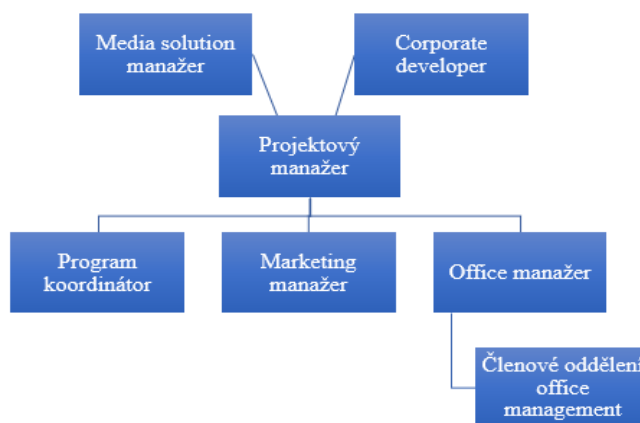 Media solution
manažer
Corporate
developer
Projektový
manažer
Program
koordinátor
Marketing
manažer
Office manažer
Členové oddělení
office
management